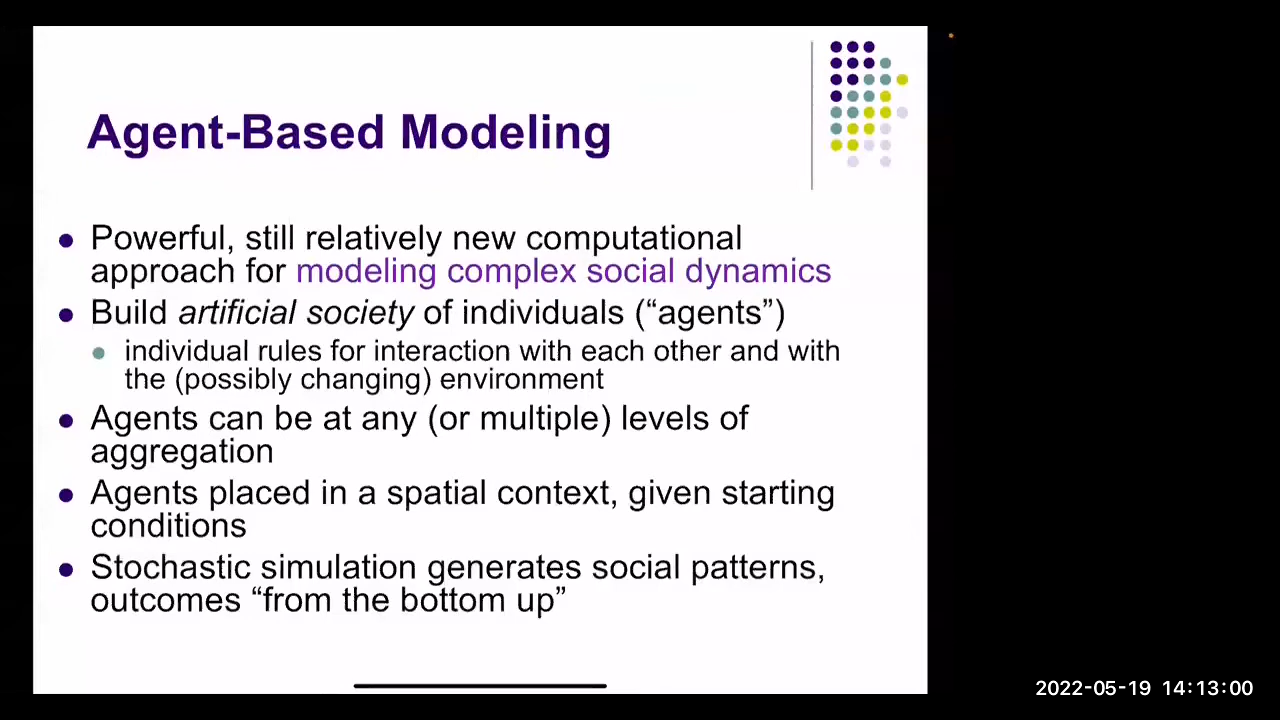 Agent-Based Modeling
Powerful, still relatively new computational
approach for modeling complex social dynamics
Build artificial society of individuals (“agents”)
individual rules for interaction with each other and with
the (possibly changing) environment
Agents can be at any (or multiple) levels of
aggregation
Agents placed in a spatial context, given starting
conditions
Stochastic simulation generates social patterns,
outcomes “from the bottom up”
2022-05-19 14:13:00